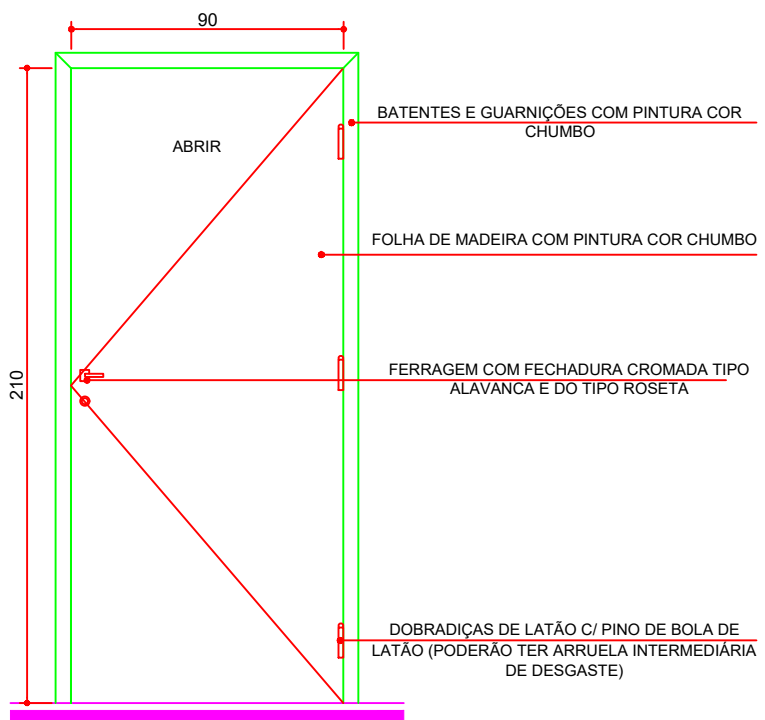 90
BATENTES E GUARNIÇÕES COM PINTURA COR
CHUMBO
ABRIR
FOLHA DE MADEIRA COM PINTURA COR CHUMBO
210
FERRAGEM COM FECHADURA CROMADA TIPO
ALAVANCA E DO TIPO ROSETA
DOBRADIÇAS DE LATÃO C/ PINO DE BOLA DE
LATÃO (PODERÃO TER ARRUELA INTERMEDIÁRIA
DE DESGASTE)